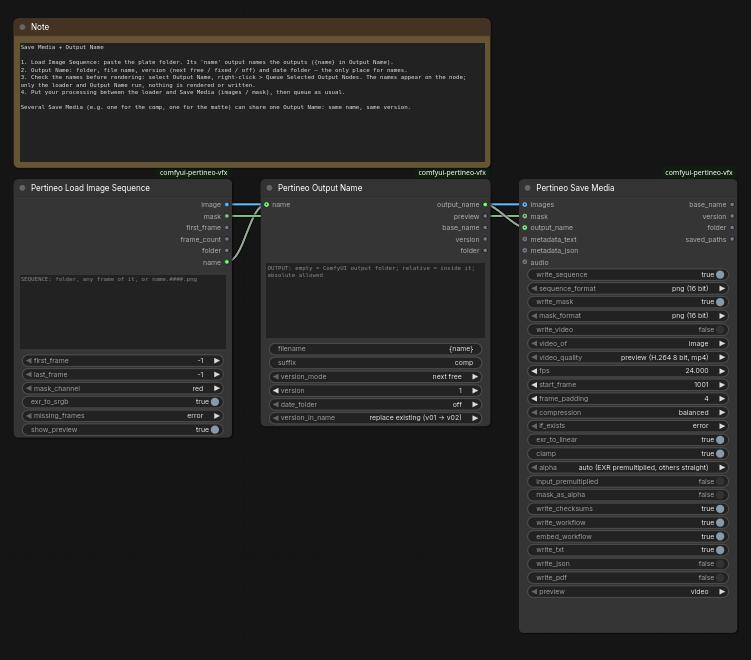 Note
Save Media + Output Name
1. Load Image Sequence: paste the plate folder. Its 'name' output names the outputs ({name} in Output Name).
2. Output Name: folder, file name, version (next free / fixed / off) and date folder — the only place for names.
3. Check the names before rendering: select Output Name, right-click > Queue Selected Output Nodes. The names appear on the node;
only the loader and Output Name run, nothing is rendered or written.
4. Put your processing between the loader and Save Media (images / mask), then queue as usual.
Several Save Media (e.g. one for the comp, one for the matte) can share one Output Name: same name, same version.
comfyui-pertineo-vfx
Pertineo Load Image Sequence
image
mask
first_frame
frame_count
folder
name
SEQUENCE: folder, any frame of it, or name.####.png
first_frame -1
last_frame -1
mask_channel red
exr_to_srgb true
missing_frames error
show_preview true
comfyui-pertineo-vfx
Pertineo Output Name
name output_name
preview
base_name
version
folder
OUTPUT: empty = ComfyUI output folder; relative = inside it;
absolute allowed
filename {name}
suffix comp
version_mode next free
version 1
date_folder off
version_in_name replace existing (v01 → v02)
comfyui-pertineo-vfx
Pertineo Save Media
images base_name
mask version
output_name folder
metadata_text saved_paths
metadata_json
audio
write_sequence true
sequence_format png (16 bit)
write_mask true
mask_format png (16 bit)
write_video false
video_of image
video_quality preview (H.264 8 bit, mp4)
fps 24.000
start_frame 1001
frame_padding 4
compression balanced
if_exists error
exr_to_linear true
clamp true
alpha auto (EXR premultiplied, others straight)
input_premultiplied false
mask_as_alpha false
write_checksums true
write_workflow true
embed_workflow true
write_txt true
write_json false
write_pdf false
preview video